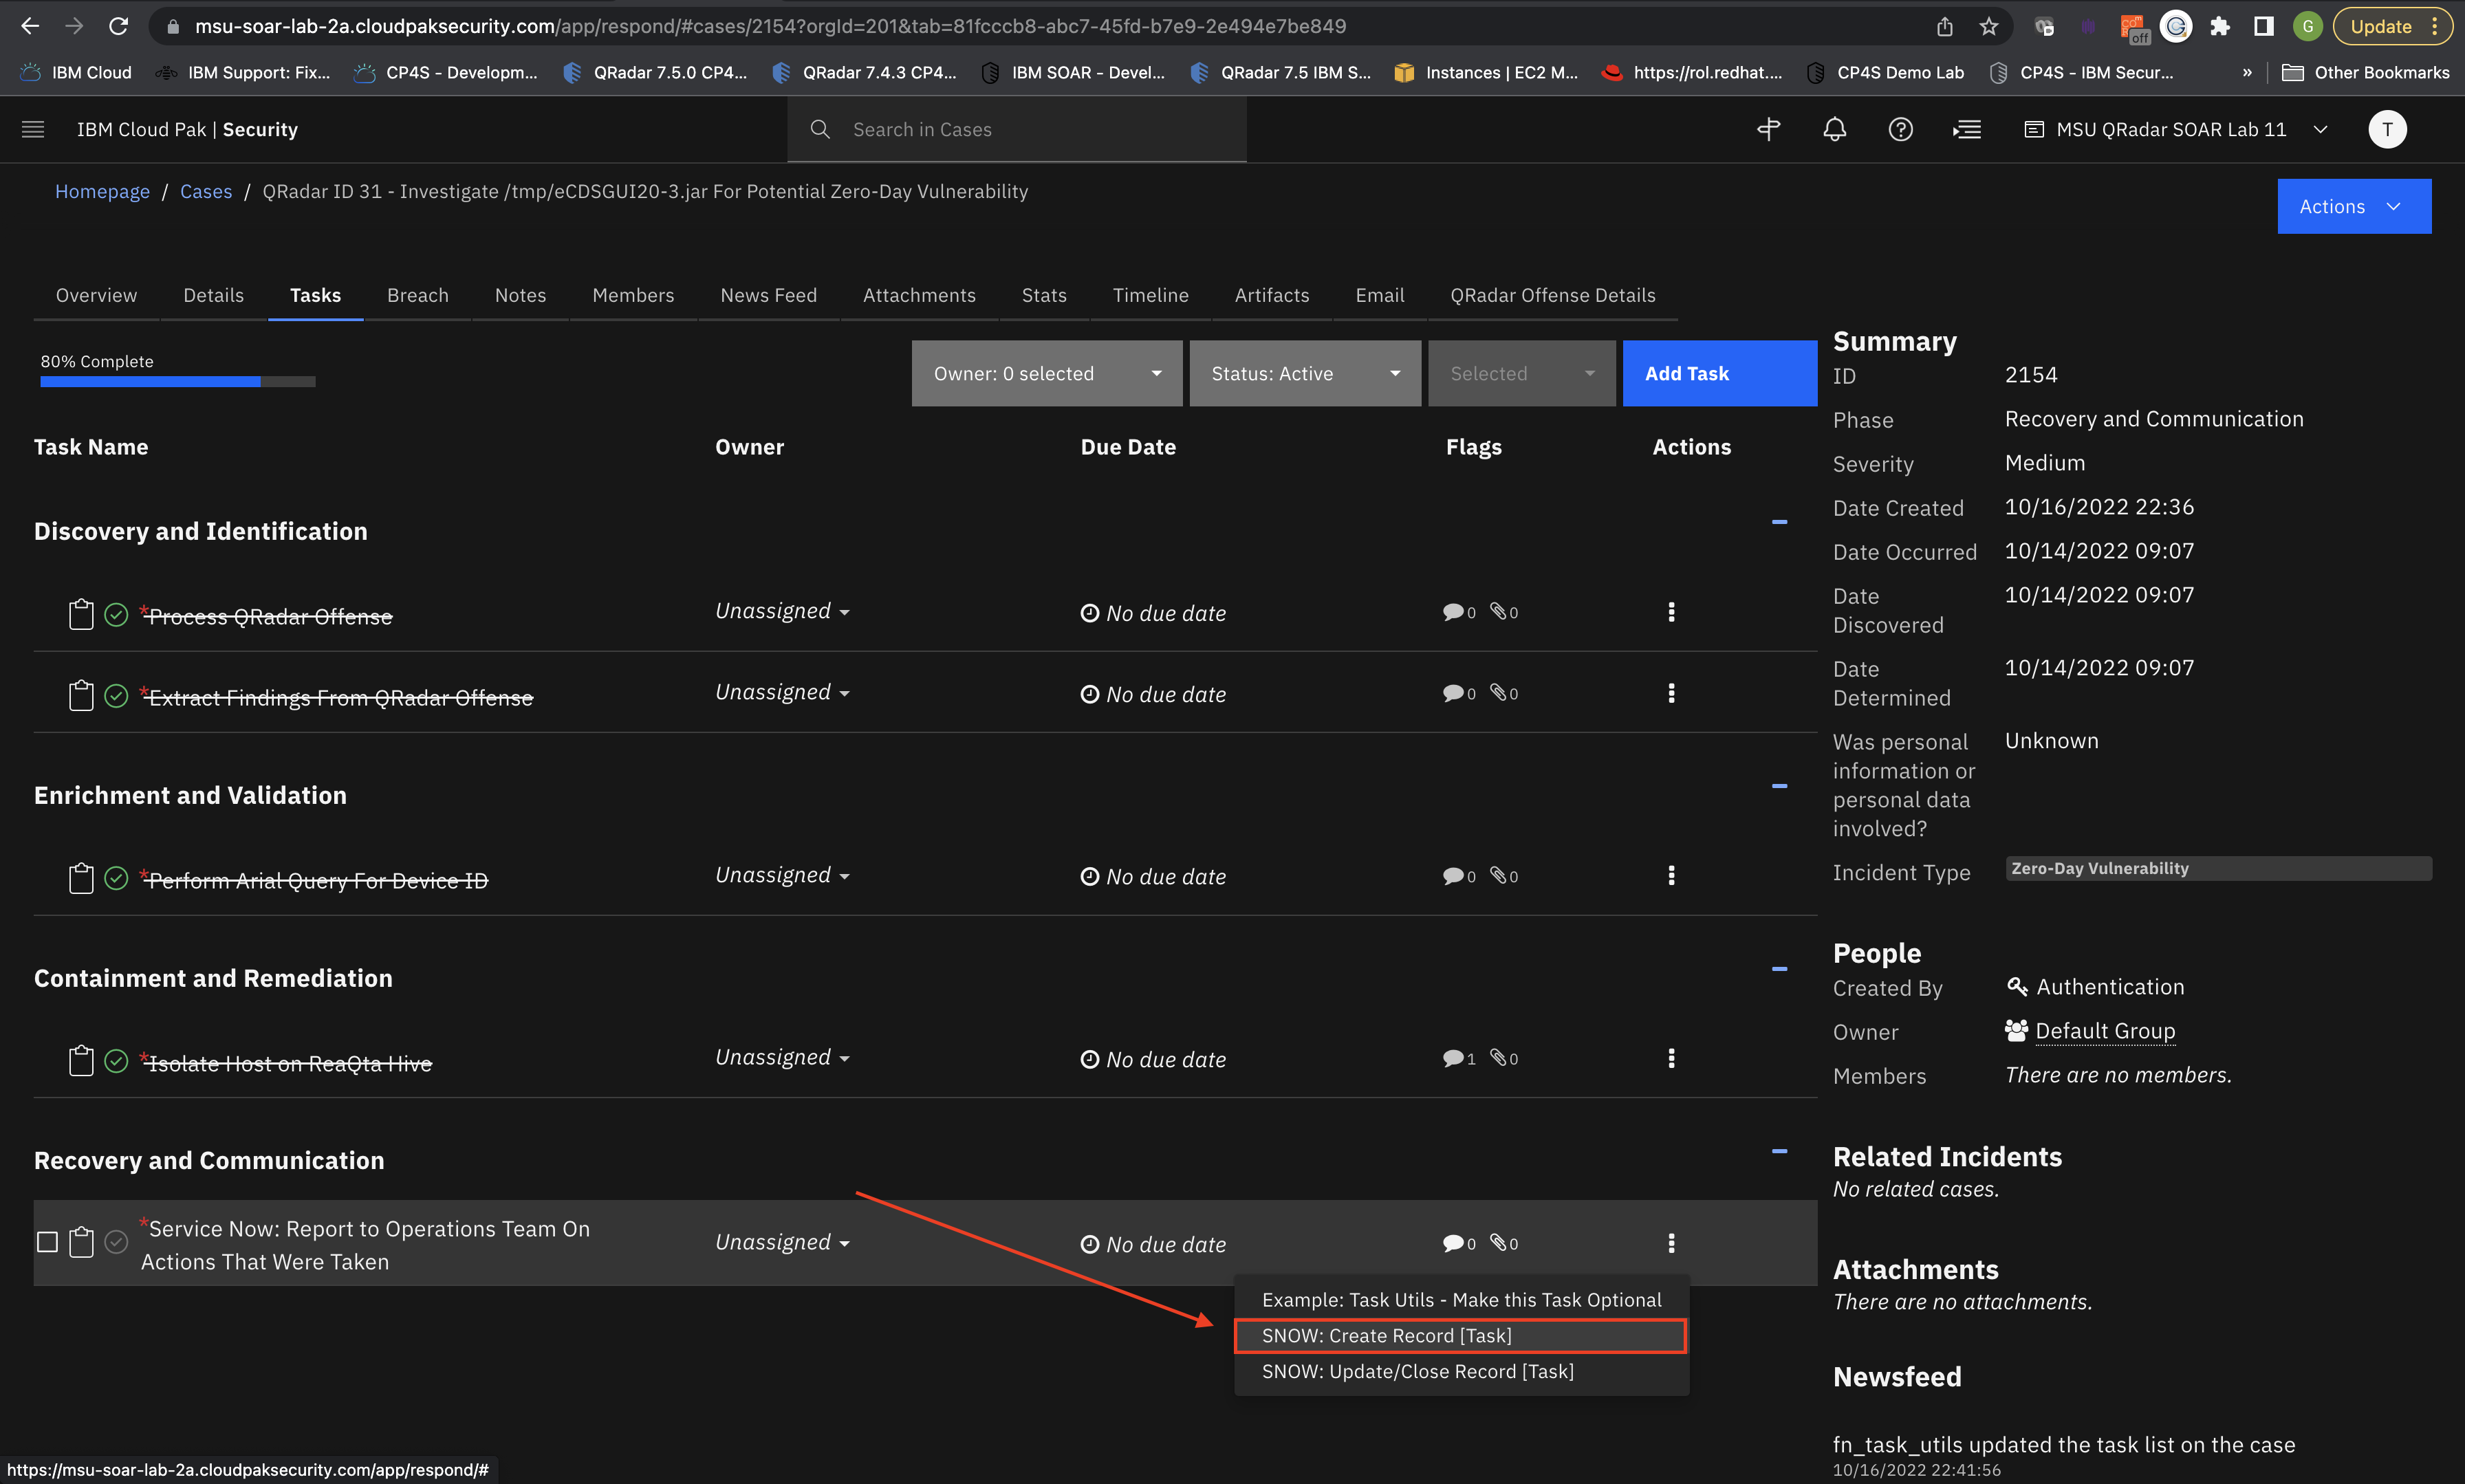 msu-soar-lab-2a.cloudpaksecurity.com/app/respond/#cases/2154?orgId=201&tab=81fcccb8-abc7-45fd-b7e9-2e494e7be849
off
G
Update
IBM Cloud
IBM Support: Fix...
CP4S - Developm...
QRadar 7.5.0 CP4...
QRadar 7.4.3 CP4...
IBM SOAR - Devel...
QRadar 7.5 IBM S...
Instances | EC2 M...
https://rol.redhat....
CP4S Demo Lab
CP4S - IBM Secur...
»
Other Bookmarks
IBM Cloud Pak | Security
Search in Cases
MSU QRadar SOAR Lab 11
T
Homepage / Cases / QRadar ID 31 - Investigate /tmp/eCDSGUI20-3.jar For Potential Zero-Day Vulnerability
Actions
Overview
Details
Tasks
Breach
Notes
Members
News Feed
Attachments
Stats
Timeline
Artifacts
Email
QRadar Offense Details
80% Complete
Owner: 0 selected
Status: Active
Selected
Add Task
Task Name
Owner
Due Date
Flags
Actions
Discovery and Identification
*Process QRadar Offense
Unassigned
No due date
0
0
*Extract Findings From QRadar Offense
Unassigned
No due date
0
0
Enrichment and Validation
*Perform Arial Query For Device ID
Unassigned
No due date
0
0
Containment and Remediation
*Isolate Host on ReaQta Hive
Unassigned
No due date
1
0
Recovery and Communication
*Service Now: Report to Operations Team On
Actions That Were Taken
Unassigned
No due date
0
0
Example: Task Utils - Make this Task Optional
SNOW: Create Record [Task]
SNOW: Update/Close Record [Task]
Summary
ID
2154
Phase
Recovery and Communication
Severity
Medium
Date Created
10/16/2022 22:36
Date Occurred
10/14/2022 09:07
Date
Discovered
10/14/2022 09:07
Date
Determined
10/14/2022 09:07
Was personal
information or
personal data
involved?
Unknown
Incident Type
Zero-Day Vulnerability
People
Created By
Authentication
Owner
Default Group
Members
There are no members.
Related Incidents
No related cases.
Attachments
There are no attachments.
Newsfeed
fn_task_utils updated the task list on the case
10/16/2022 22:41:56
https://msu-soar-lab-2a.cloudpaksecurity.com/app/respond/#